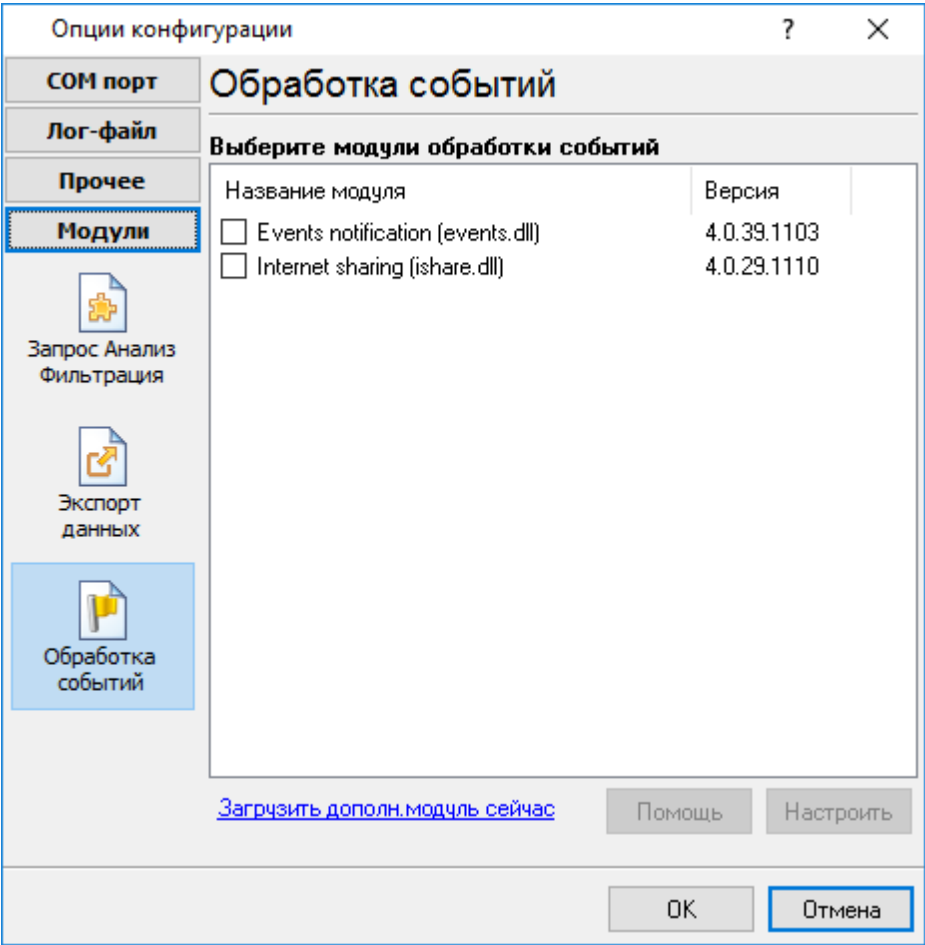 Опции конфигурации
?
COM порт
Лог-файл
Прочее
Модули
Запрос Анализ
Фильтрация
Экспорт
данных
Обработка
событий
Обработка событий
Выберите модули обработки событий
Название модуля Версия
Events notification (events.dll) 4.0.39.1103
Internet sharing (ishare.dll) 4.0.29.1110
Загрузить дополн.модуль сейчас
Помощь
Настроить
OK
Отмена